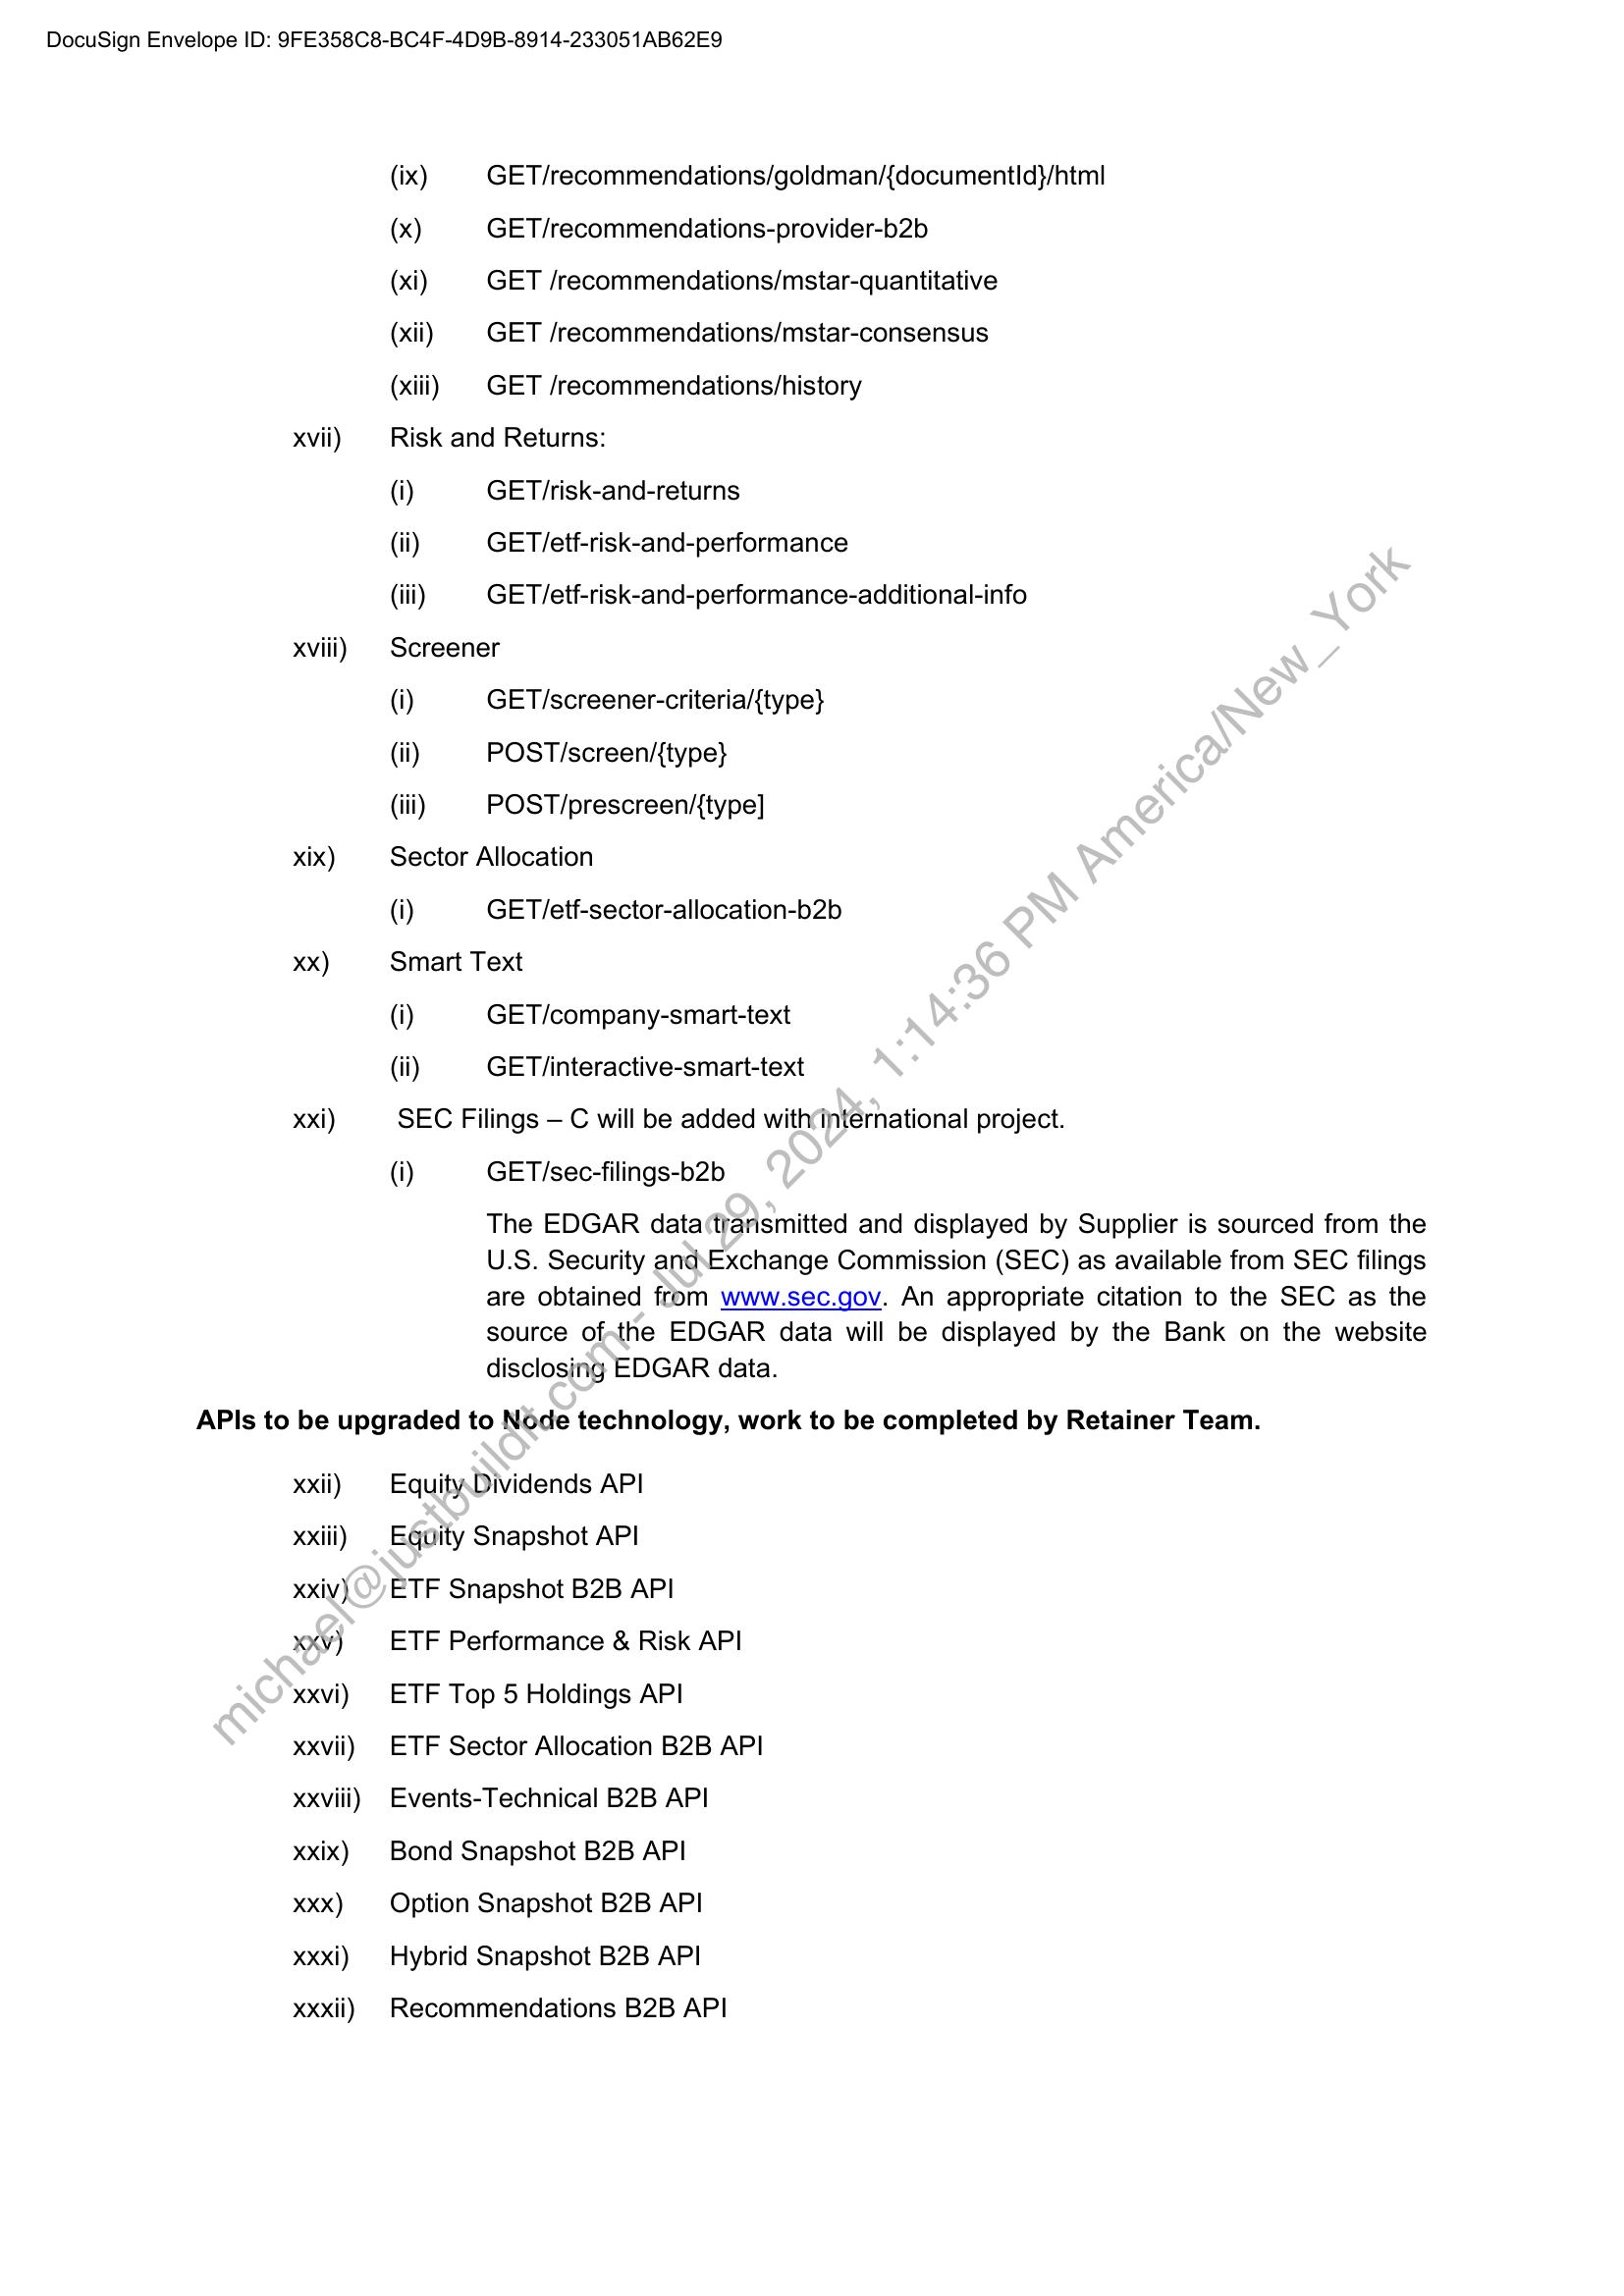 DocuSign Envelope ID: 9FE358C8-BC4F-4D9B-8914-233051AB62E9
(ix) GET/recommendations/goldman/{documentId}/html
(x) GET/recommendations-provider-b2b
(xi) GET /recommendations/mstar-quantitative
(xii) GET /recommendations/mstar-consensus
(xiii) GET /recommendations/history
xvii) Risk and Returns:
(i) GET/risk-and-returns
(ii) GET/etf-risk-and-performance
(iii) GET/etf-risk-and-performance-additional-info
xviii) Screener
(i) GET/screener-criteria/{type}
(ii) POST/screen/{type}
(iii) POST/prescreen/{type]
xix) Sector Allocation
(i) GET/etf-sector-allocation-b2b
xx) Smart Text
(i) GET/company-smart-text
(ii) GET/interactive-smart-text
xxi) SEC Filings – C will be added with international project.
(i) GET/sec-filings-b2b
The EDGAR data transmitted and displayed by Supplier is sourced from the
U.S. Security and Exchange Commission (SEC) as available from SEC filings
are obtained from www.sec.gov. An appropriate citation to the SEC as the
source of the EDGAR data will be displayed by the Bank on the website
disclosing EDGAR data.
APIs to be upgraded to Node technology, work to be completed by Retainer Team.
xxii) Equity Dividends API
xxiii) Equity Snapshot API
xxiv) ETF Snapshot B2B API
xxv) ETF Performance & Risk API
xxvi) ETF Top 5 Holdings API
xxvii) ETF Sector Allocation B2B API
xxviii) Events-Technical B2B API
xxix) Bond Snapshot B2B API
xxx) Option Snapshot B2B API
xxxi) Hybrid Snapshot B2B API
xxxii) Recommendations B2B API
michael@justbuildit.com - Jul 29, 2024, 1:14:36 PM America/New_York